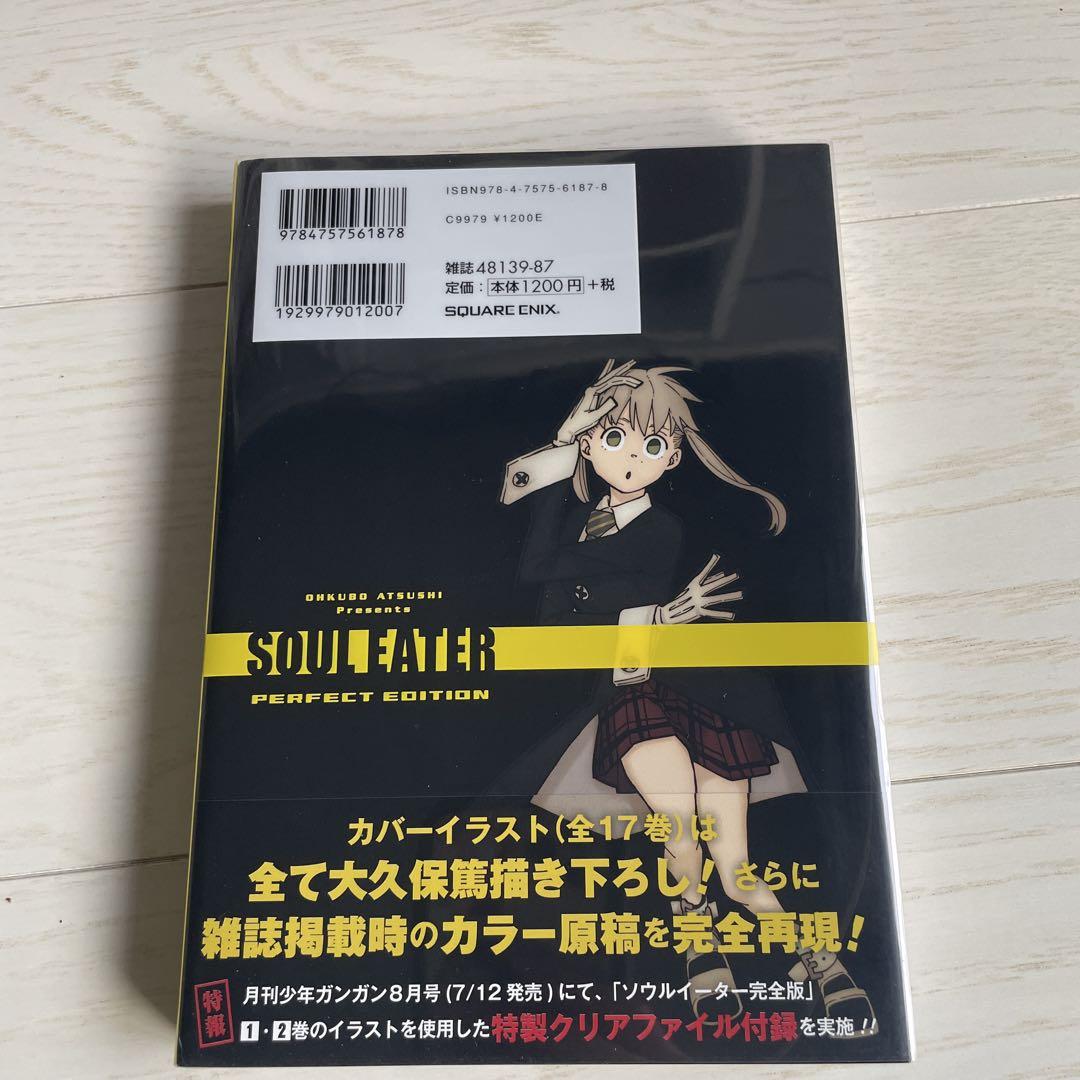 ISBN978-4-7575-6187-8
C9979 ¥1200E
9784757561878
雑誌 48139-87
定価：本体1200円＋税
1929979012007
SQUARE ENIX.
OHKUBO ATSUSHI
Presents
SOUL EATER
PERFECT EDITION
カバーイラスト(全17巻)は
全て大久保篤描き下ろし！さらに
雑誌掲載時のカラー原稿を完全再現！
特報
月刊少年ガンガン8月号(7/12発売)にて、「ソウルイーター完全版」
1・2巻のイラストを使用した特製クリアファイル付録を実施!!